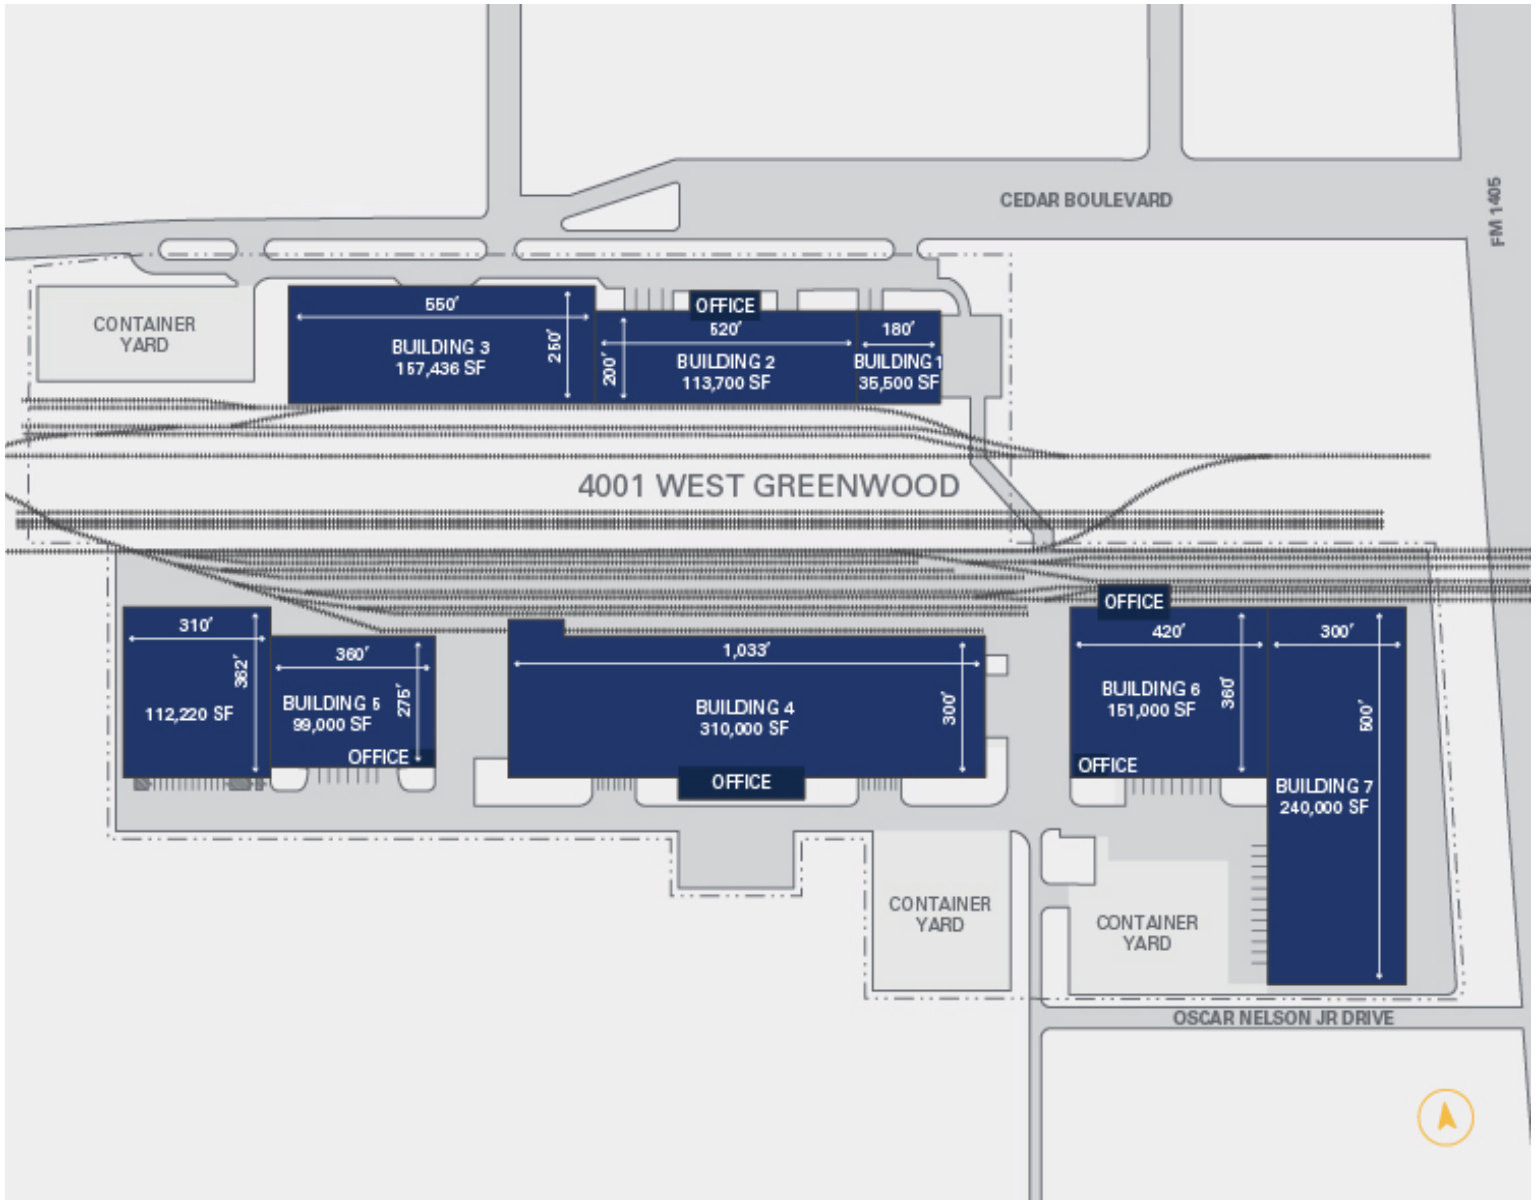 CEDAR BOULEVARD
FM 1405
CONTAINER
YARD
550'
250'
BUILDING 3
157,436 SF
OFFICE
520'
200'
BUILDING 2
113,700 SF
180'
BUILDING 1
35,500 SF
4001 WEST GREENWOOD
310'
362'
112,220 SF
360'
275'
BUILDING 5
99,000 SF
OFFICE
1,033'
300'
BUILDING 4
310,000 SF
OFFICE
OFFICE
420'
360'
BUILDING 6
151,000 SF
OFFICE
300'
800'
BUILDING 7
240,000 SF
CONTAINER
YARD
CONTAINER
YARD
OSCAR NELSON JR DRIVE